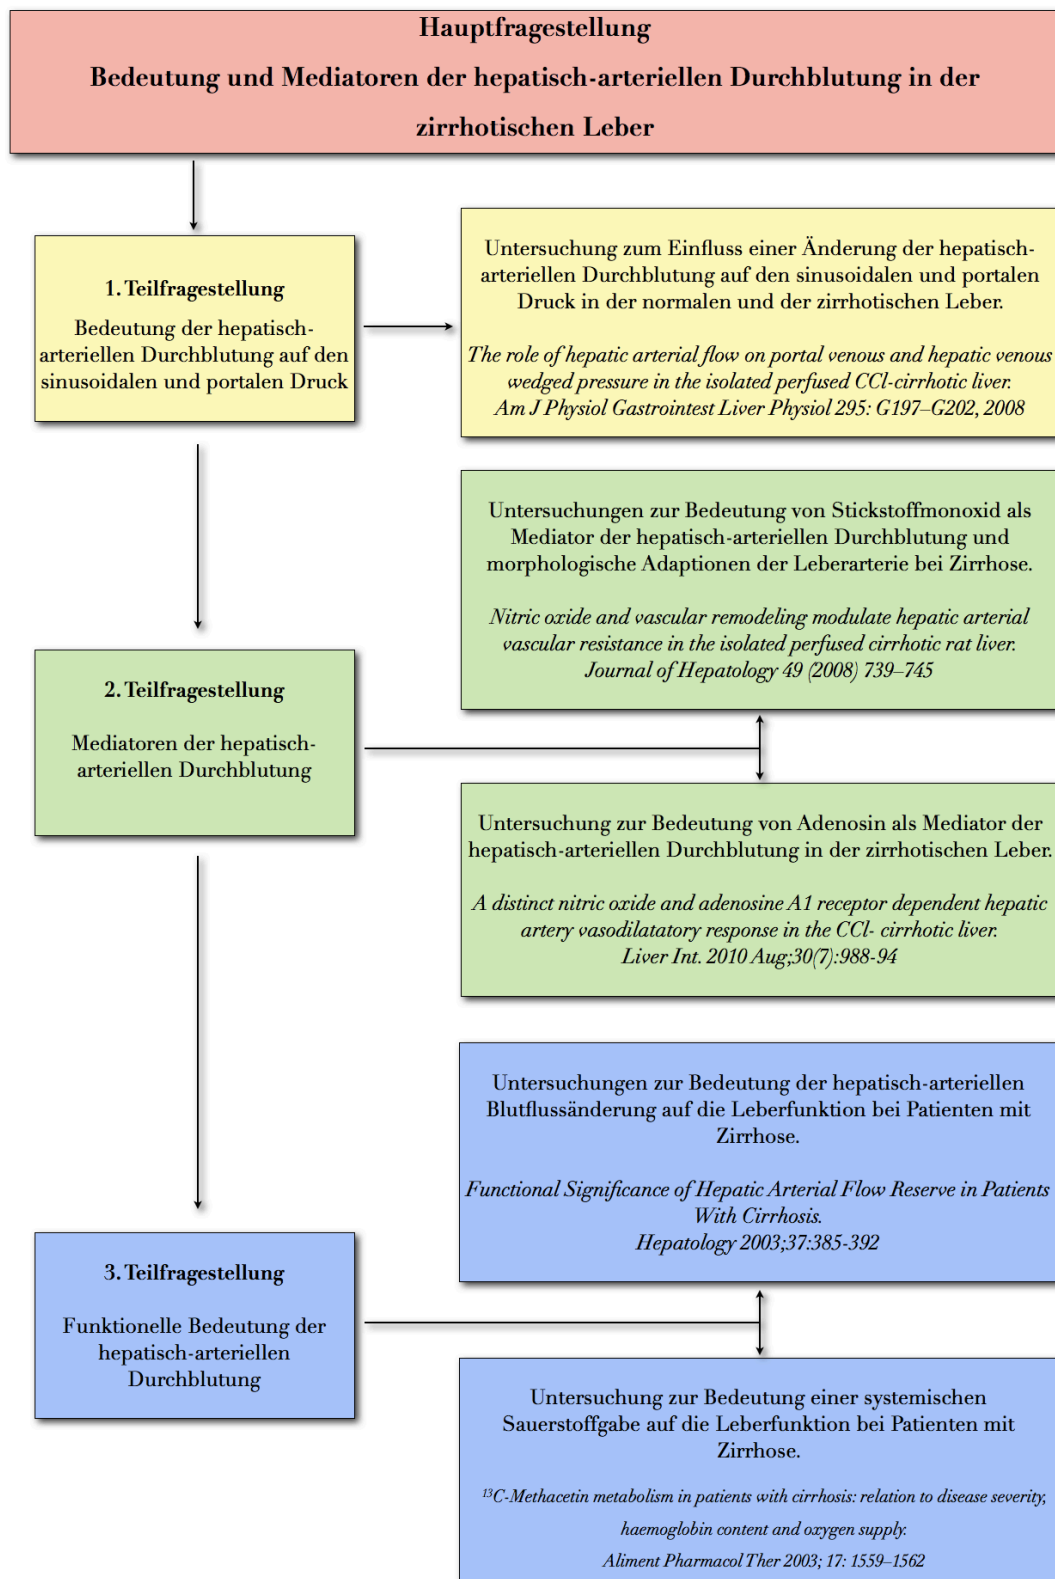 Hauptfragestellung
Bedeutung und Mediatoren der hepatisch-arteriellen Durchblutung in der
zirrhotischen Leber
1. Teilfragestellung
Bedeutung der hepatisch-
arteriellen Durchblutung auf den
sinusoidalen und portalen Druck
Untersuchung zum Einfluss einer Änderung der hepatisch-
arteriellen Durchblutung auf den sinusoidalen und portalen
Druck in der normalen und der zirrhotischen Leber.
The role of hepatic arterial flow on portal venous and hepatic venous
wedged pressure in the isolated perfused CCl-cirrhotic liver.
Am J Physiol Gastrointest Liver Physiol 295: G197–G202, 2008
2. Teilfragestellung
Mediatoren der hepatisch-
arteriellen Durchblutung
Untersuchungen zur Bedeutung von Stickstoffmonoxid als
Mediator der hepatisch-arteriellen Durchblutung und
morphologische Adaptionen der Leberarterie bei Zirrhose.
Nitric oxide and vascular remodeling modulate hepatic arterial
vascular resistance in the isolated perfused cirrhotic rat liver.
Journal of Hepatology 49 (2008) 739–745
Untersuchung zur Bedeutung von Adenosin als Mediator der
hepatisch-arteriellen Durchblutung in der zirrhotischen Leber.
A distinct nitric oxide and adenosine A1 receptor dependent hepatic
artery vasodilatatory response in the CCl- cirrhotic liver.
Liver Int. 2010 Aug;30(7):988-94
3. Teilfragestellung
Funktionelle Bedeutung der
hepatisch-arteriellen
Durchblutung
Untersuchungen zur Bedeutung der hepatisch-arteriellen
Blutflussänderung auf die Leberfunktion bei Patienten mit
Zirrhose.
Functional Significance of Hepatic Arterial Flow Reserve in Patients
With Cirrhosis.
Hepatology 2003;37:385-392
Untersuchung zur Bedeutung einer systemischen
Sauerstoffgabe auf die Leberfunktion bei Patienten mit
Zirrhose.
¹³C-Methacetin metabolism in patients with cirrhosis: relation to disease severity,
haemoglobin content and oxygen supply.
Aliment Pharmacol Ther 2003; 17: 1559–1562